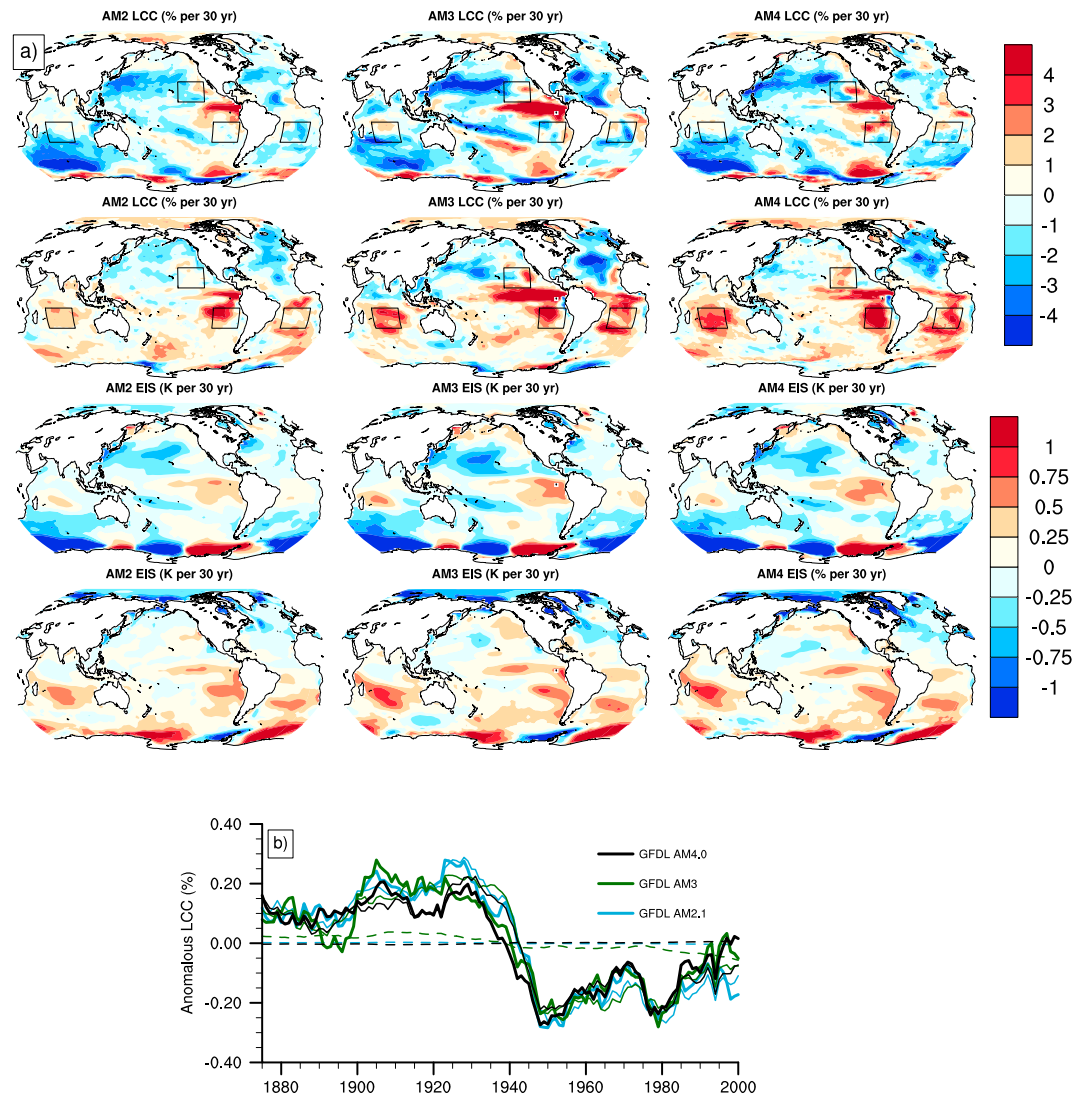 AM2 LCC (% per 30 yr) AM3 LCC (% per 30 yr) AM4 LCC (% per 30 yr)
a)
4
3
2
1
0
-1
-2
-3
-4
AM2 LCC (% per 30 yr) AM3 LCC (% per 30 yr) AM4 LCC (% per 30 yr)
AM2 EIS (K per 30 yr) AM3 EIS (K per 30 yr) AM4 EIS (K per 30 yr)
1
0.75
0.5
0.25
0
-0.25
-0.5
-0.75
-1
AM2 EIS (K per 30 yr) AM3 EIS (K per 30 yr) AM4 EIS (% per 30 yr)
b)
Anomalous LCC (%)
0.40
0.20
0.00
-0.20
-0.40
GFDL AM4.0
GFDL AM3
GFDL AM2.1
1880 1900 1920 1940 1960 1980 2000